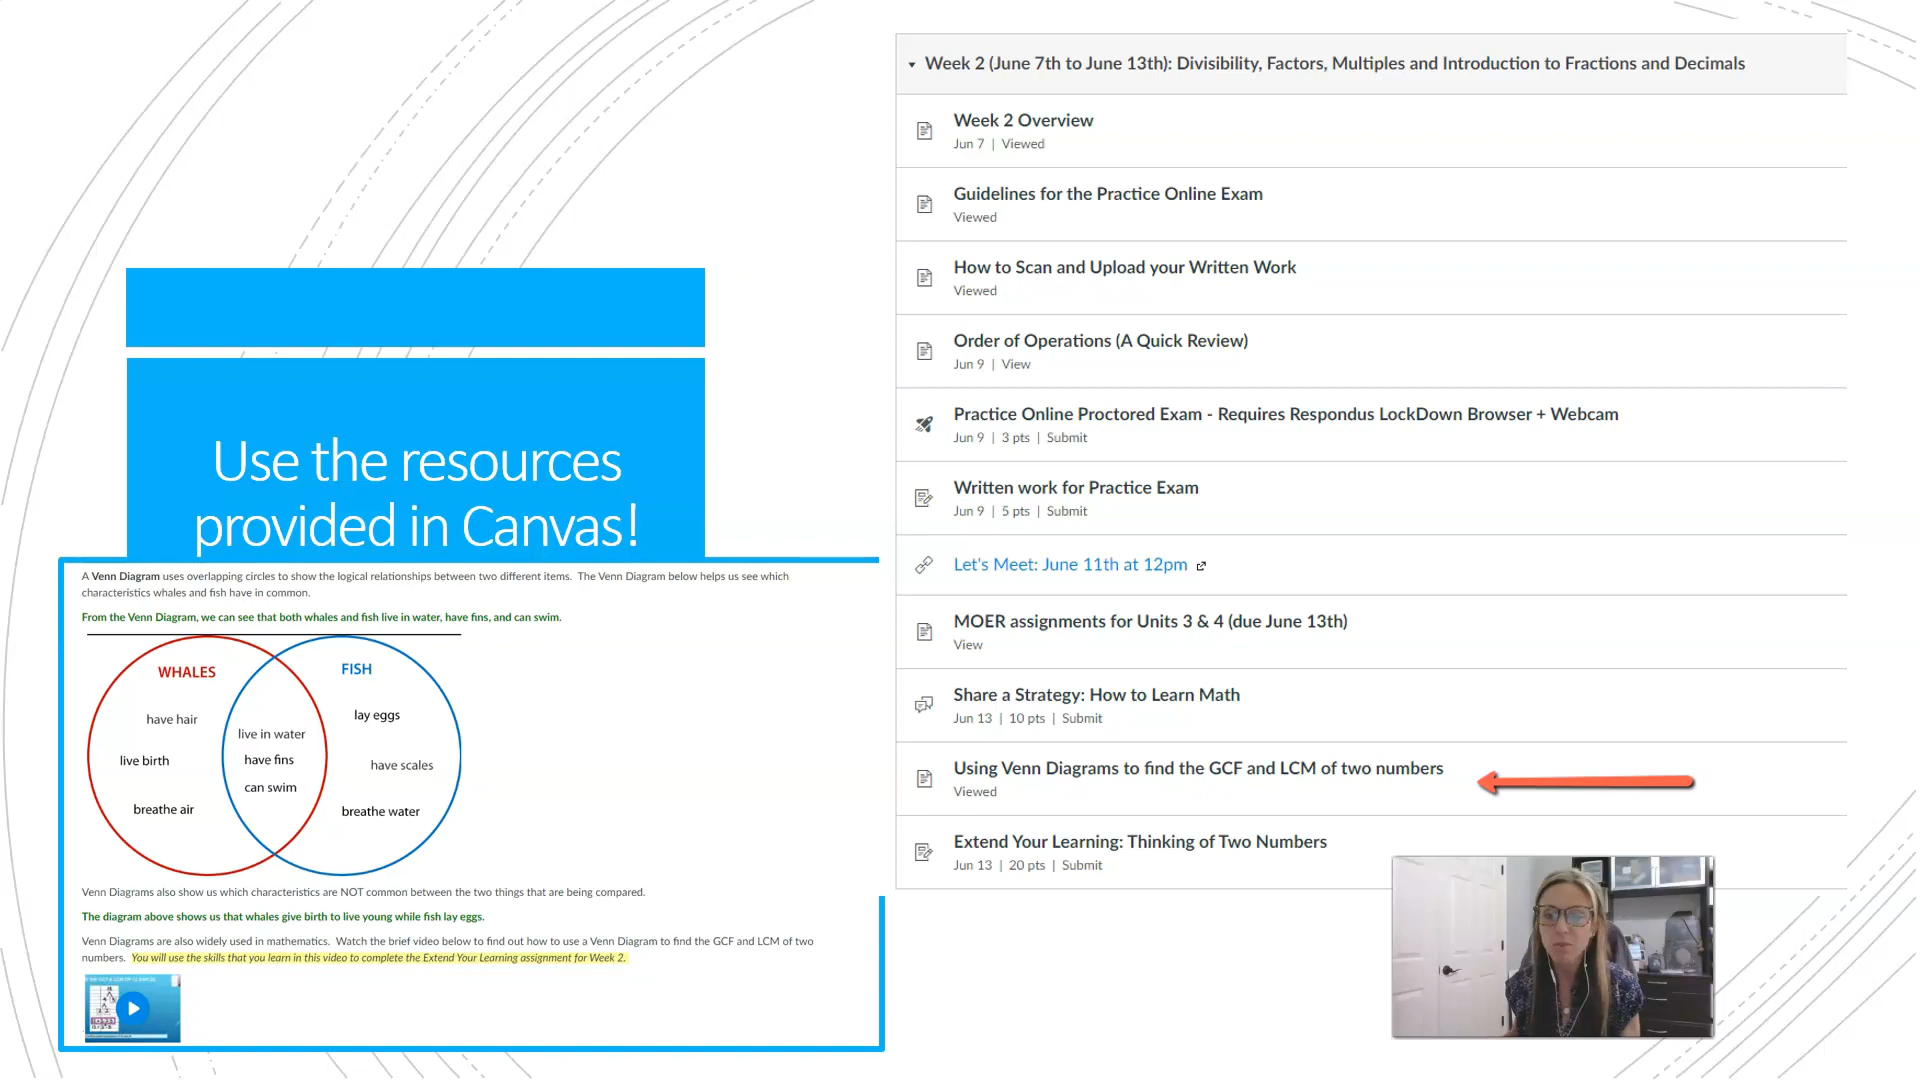 Use the resources
provided in Canvas!
A Venn Diagram uses overlapping circles to show the logical relationships between two different items. The Venn Diagram below helps us see which
characteristics whales and fish have in common.
From the Venn Diagram, we can see that both whales and fish live in water, have fins, and can swim.
WHALES
have hair
live birth
breathe air
live in water
have fins
can swim
FISH
lay eggs
have scales
breathe water
Venn Diagrams also show us which characteristics are NOT common between the two things that are being compared.
The diagram above shows us that whales give birth to live young while fish lay eggs.
Venn Diagrams are also widely used in mathematics. Watch the brief video below to find out how to use a Venn Diagram to find the GCF and LCM of two
numbers. You will use the skills that you learn in this video to complete the Extend Your Learning assignment for Week 2.
Week 2 (June 7th to June 13th): Divisibility, Factors, Multiples and Introduction to Fractions and Decimals
Week 2 Overview
Jun 7 | Viewed
Guidelines for the Practice Online Exam
Viewed
How to Scan and Upload your Written Work
Viewed
Order of Operations (A Quick Review)
Jun 9 | View
Practice Online Proctored Exam - Requires Respondus LockDown Browser + Webcam
Jun 9 | 3 pts | Submit
Written work for Practice Exam
Jun 9 | 5 pts | Submit
Let's Meet: June 11th at 12pm
MOER assignments for Units 3 & 4 (due June 13th)
View
Share a Strategy: How to Learn Math
Jun 13 | 10 pts | Submit
Using Venn Diagrams to find the GCF and LCM of two numbers
Viewed
Extend Your Learning: Thinking of Two Numbers
Jun 13 | 20 pts | Submit